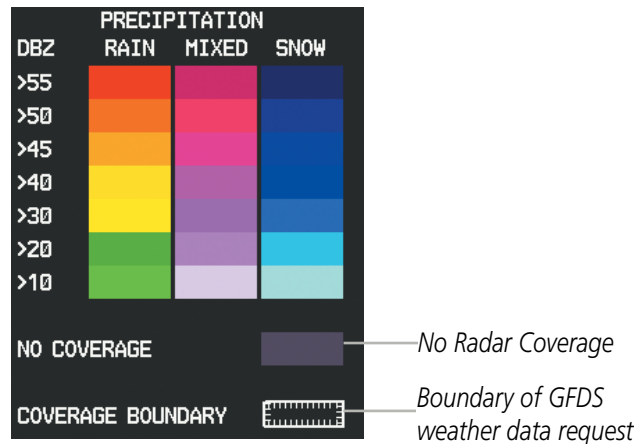 PRECIPITATION
DBZ RAIN MIXED SNOW
>55
>50
>45
>40
>30
>20
>10
NO COVERAGE
No Radar Coverage
COVERAGE BOUNDARY
Boundary of GFDS
weather data request